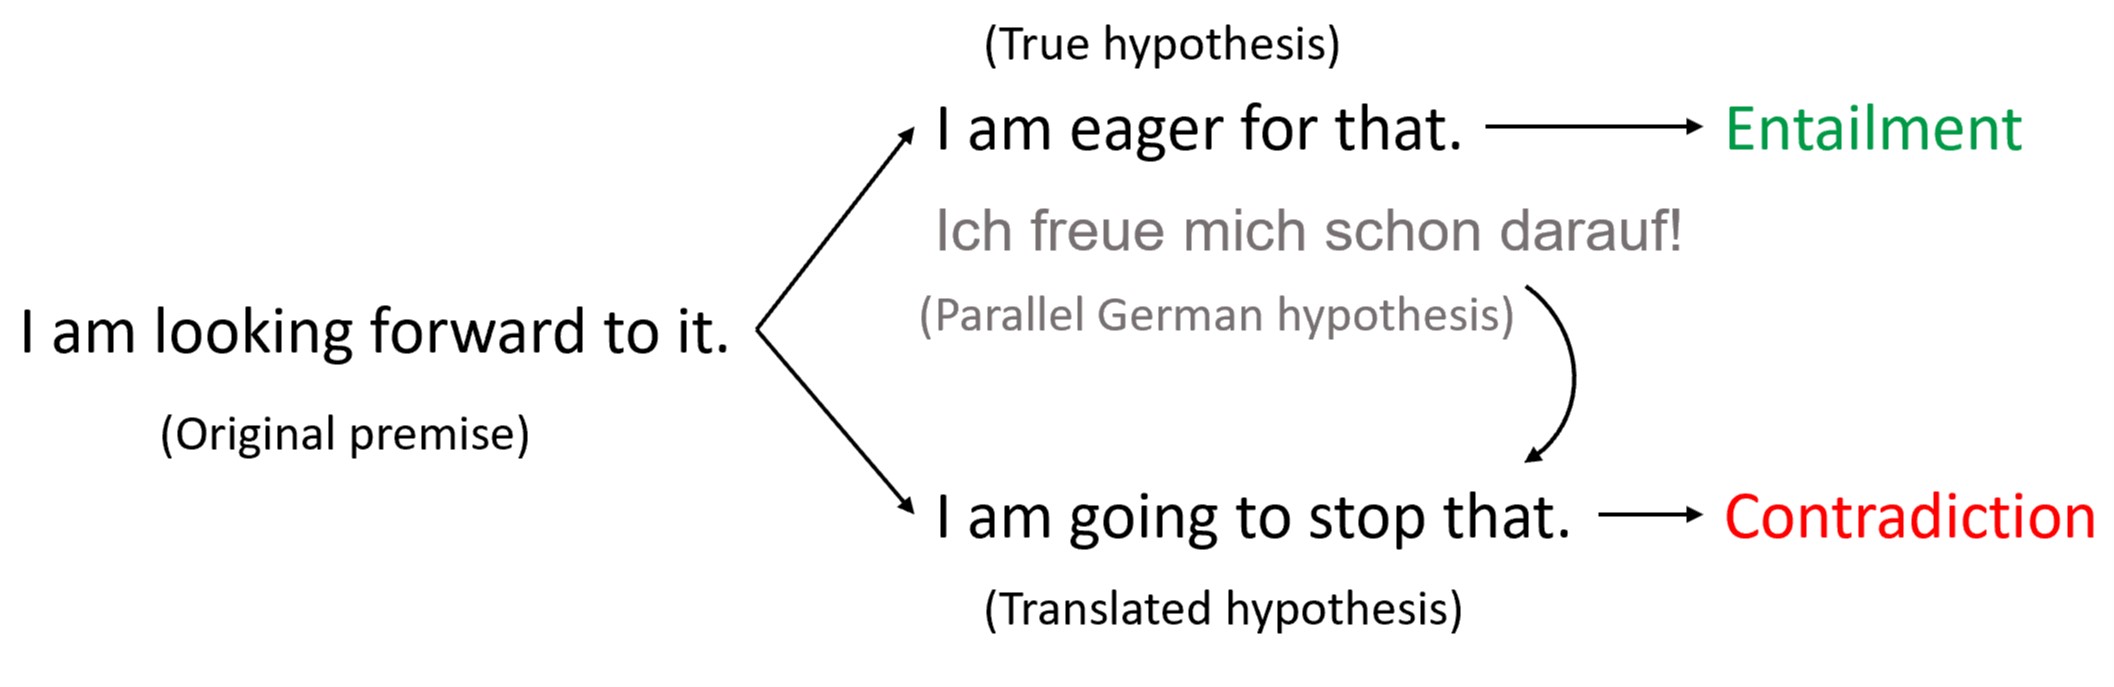 (True hypothesis)
I am eager for that.
Entailment
Ich freue mich schon darauf!
(Parallel German hypothesis)
I am looking forward to it.
(Original premise)
I am going to stop that.
Contradiction
(Translated hypothesis)